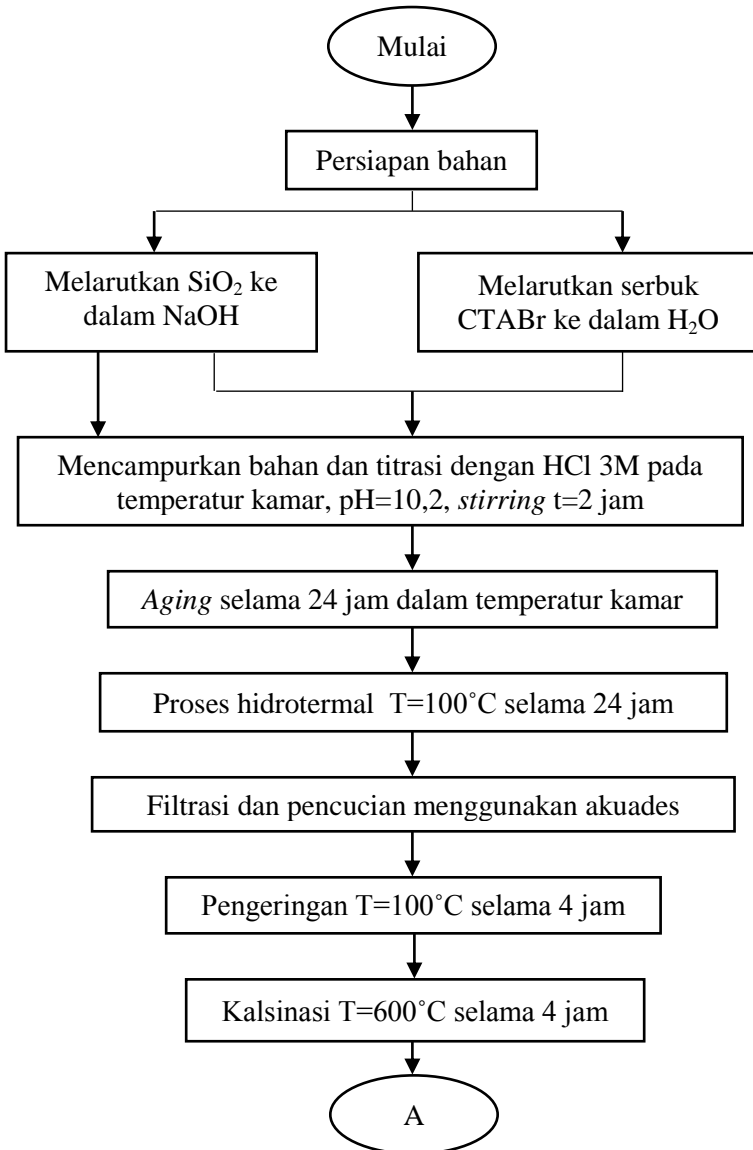 Mulai
Persiapan bahan
Melarutkan SiO₂ ke
dalam NaOH
Melarutkan serbuk
CTABr ke dalam H₂O
Mencampurkan bahan dan titrasi dengan HCl 3M pada
temperatur kamar, pH=10,2, stirring t=2 jam
Aging selama 24 jam dalam temperatur kamar
Proses hidrotermal T=100˚C selama 24 jam
Filtrasi dan pencucian menggunakan akuades
Pengeringan T=100˚C selama 4 jam
Kalsinasi T=600˚C selama 4 jam
A